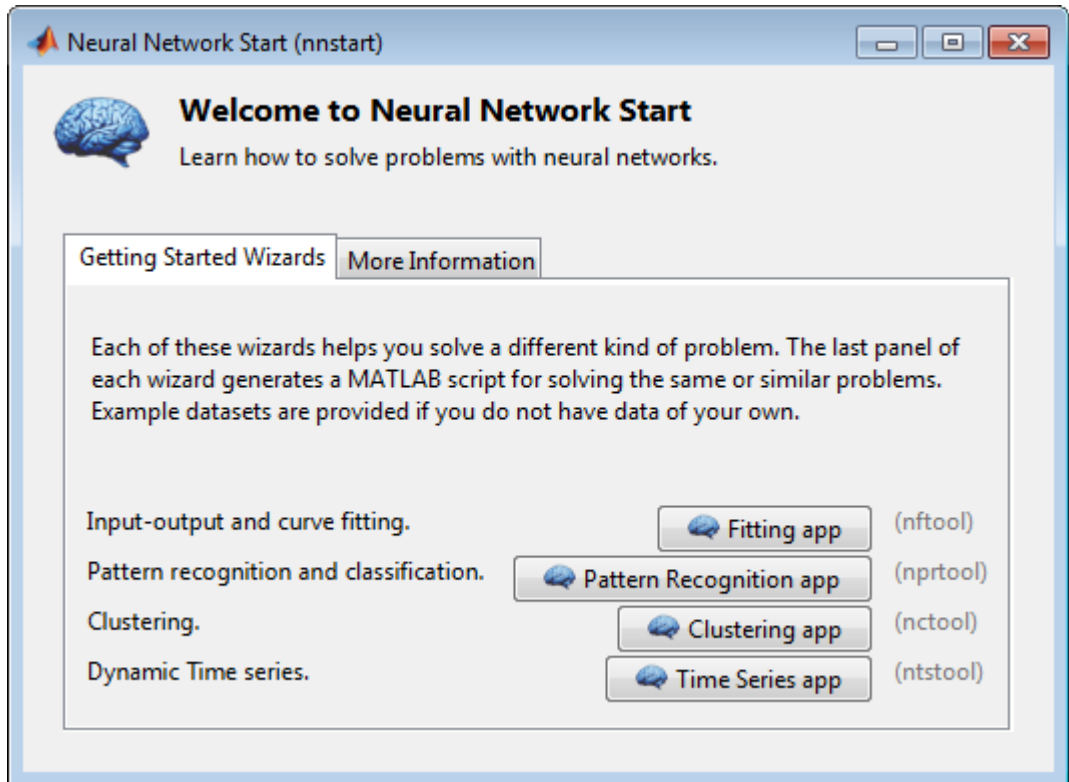 Neural Network Start (nnstart)
Welcome to Neural Network Start
Learn how to solve problems with neural networks.
Getting Started Wizards More Information
Each of these wizards helps you solve a different kind of problem. The last panel of
each wizard generates a MATLAB script for solving the same or similar problems.
Example datasets are provided if you do not have data of your own.
Input-output and curve fitting. Fitting app (nftool)
Pattern recognition and classification. Pattern Recognition app (nprtool)
Clustering. Clustering app (nctool)
Dynamic Time series. Time Series app (ntstool)